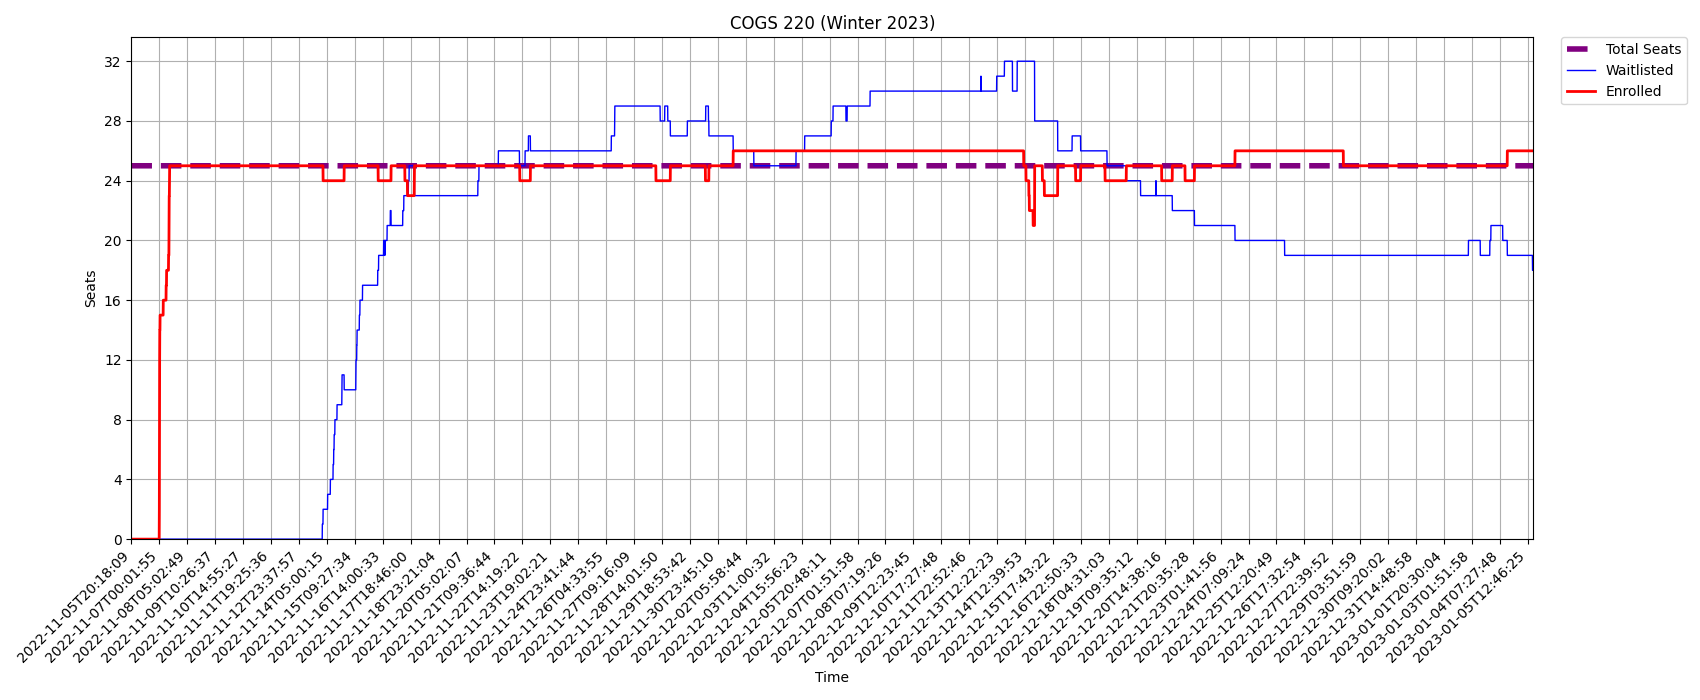 COGS 220 (Winter 2023)
Total Seats
Waitlisted
Enrolled
Seats
32
28
24
20
16
12
8
4
0
2022-11-05T20:18:09
2022-11-07T00:01:55
2022-11-08T05:02:49
2022-11-09T10:26:37
2022-11-10T14:55:27
2022-11-11T19:25:36
2022-11-12T23:37:57
2022-11-14T05:00:15
2022-11-15T09:27:34
2022-11-16T14:00:33
2022-11-17T18:46:00
2022-11-18T23:21:04
2022-11-20T05:02:07
2022-11-21T09:36:44
2022-11-22T14:19:22
2022-11-23T19:02:21
2022-11-24T23:41:44
2022-11-26T04:33:55
2022-11-27T09:16:09
2022-11-28T14:01:50
2022-11-29T18:53:42
2022-11-30T23:45:10
2022-12-02T05:58:44
2022-12-03T11:00:32
2022-12-04T15:56:23
2022-12-05T20:48:11
2022-12-07T01:51:58
2022-12-08T07:19:26
2022-12-09T12:23:45
2022-12-10T17:27:48
2022-12-11T22:52:46
2022-12-13T12:22:23
2022-12-14T12:39:53
2022-12-15T17:43:22
2022-12-16T22:50:33
2022-12-18T04:31:03
2022-12-19T09:35:12
2022-12-20T14:38:16
2022-12-21T20:35:28
2022-12-23T01:41:56
2022-12-24T07:09:24
2022-12-25T12:20:49
2022-12-26T17:32:54
2022-12-27T22:39:52
2022-12-29T03:51:59
2022-12-30T09:20:02
2022-12-31T14:48:58
2023-01-01T20:30:04
2023-01-03T01:51:58
2023-01-04T07:27:48
2023-01-05T12:46:25
Time